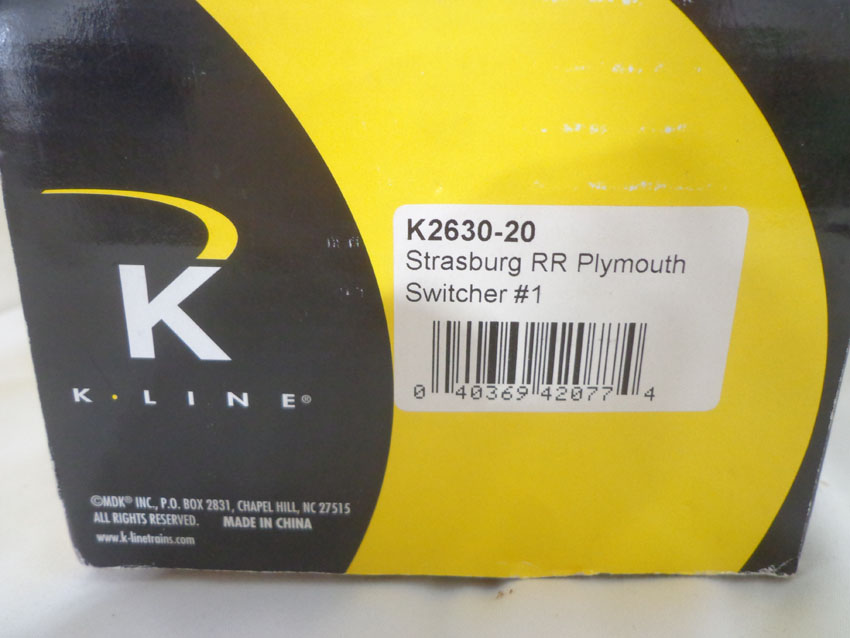 K
K·LINE®
©MDK® INC., P.O. BOX 2831, CHAPEL HILL, NC 27515
ALL RIGHTS RESERVED. MADE IN CHINA
www.k-linetrains.com
K2630-20
Strasburg RR Plymouth
Switcher #1
0 40369 42077 4